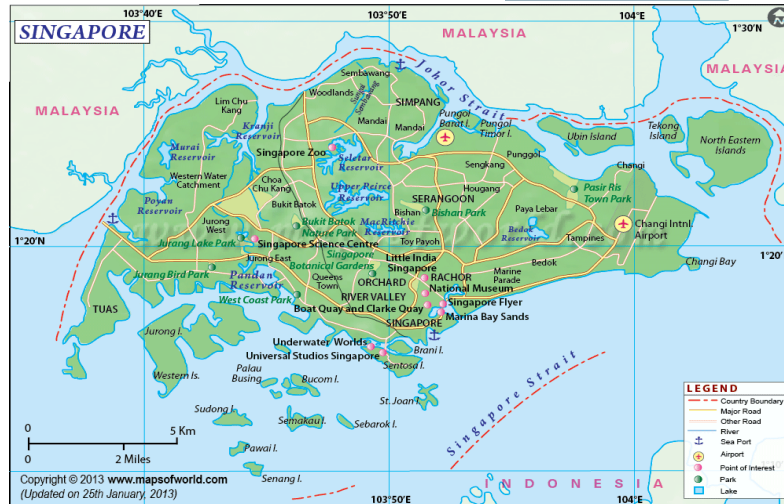 103°40'E
103°50'E
104°E
SINGAPORE
MALAYSIA
1°30'N
MALAYSIA
MALAYSIA
Johor Strait
Sembawang
Woodlands
Sungai Sembawang
SIMPANG
Lim Chu
Kang
Kranji
Reservoir
Mandai
Mandai
Pungol
Barat I.
Pungol
Timor I.
Ubin Island
Tekong
Island
North Eastern
Islands
Murai
Reservoir
Singapore Zoo
Seletar
Reservoir
Punggol
Sengkang
Changi
Western Water
Catchment
Choa
Chu Kang
Upper Peirce
Reservoir
Hougang
Pasir Ris
Town Park
Poyan
Reservoir
Bukit Batok
SERANGOON
Bishan
Bishan Park
Paya Lebar
Jurong
West
Bukit Batok
Nature Park
MacRitchie
Reservoir
Bedok
Reservoir
Changi Intnl.
Airport
1°20'
Jurong Lake Park
Singapore Science Centre
Toy Payoh
Tampines
1°20'
Jurong East
Singapore
Botanical Gardens
Little India
Singapore
Bedok
Changi Bay
Jurong Bird Park
Pandan
Reservoir
Queens
Town
ORCHARD
RACHOR
Marine
Parade
National Museum
West Coast Park
RIVER VALLEY
Singapore Flyer
TUAS
Boat Quay and Clarke Quay
Marina Bay Sands
SINGAPORE
Jurong I.
Underwater Worlds
Universal Studios Singapore
Brani I.
Sentosa I.
Western Is.
Palau
Busing
Bucom I.
St. Joan I.
Singapore Strait
Sudong I.
Semakau I.
Sebarok I.
Pawai I.
Senang I.
0
5 Km
0
2 Miles
LEGEND
Country Boundary
Major Road
Other Road
River
Sea Port
Airport
Point of Interest
Park
Lake
Copyright © 2013 www.mapsofworld.com
(Updated on 25th January, 2013)
INDONESIA
103°50'E